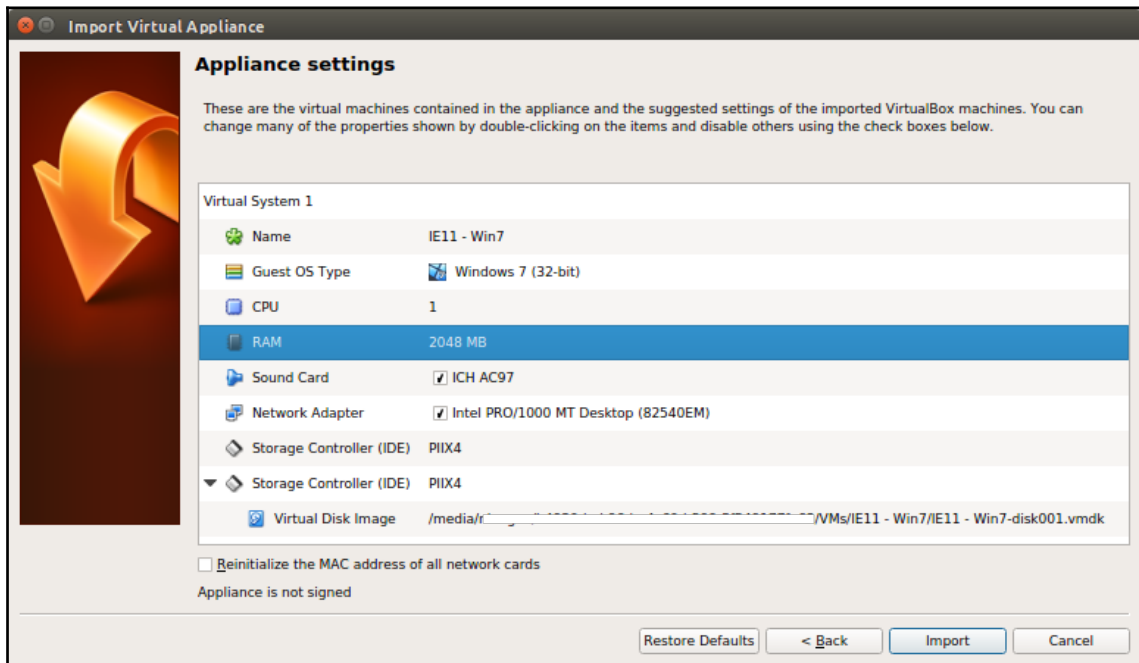 Import Virtual Appliance
Appliance settings
These are the virtual machines contained in the appliance and the suggested settings of the imported VirtualBox machines. You can
change many of the properties shown by double-clicking on the items and disable others using the check boxes below.
Virtual System 1
Name IE11 - Win7
Guest OS Type Windows 7 (32-bit)
CPU 1
RAM 2048 MB
Sound Card ICH AC97
Network Adapter Intel PRO/1000 MT Desktop (82540EM)
Storage Controller (IDE) PIIX4
Storage Controller (IDE) PIIX4
Virtual Disk Image /media/ /VMs/IE11 - Win7/IE11 - Win7-disk001.vmdk
Reinitialize the MAC address of all network cards
Appliance is not signed
Restore Defaults < Back Import Cancel